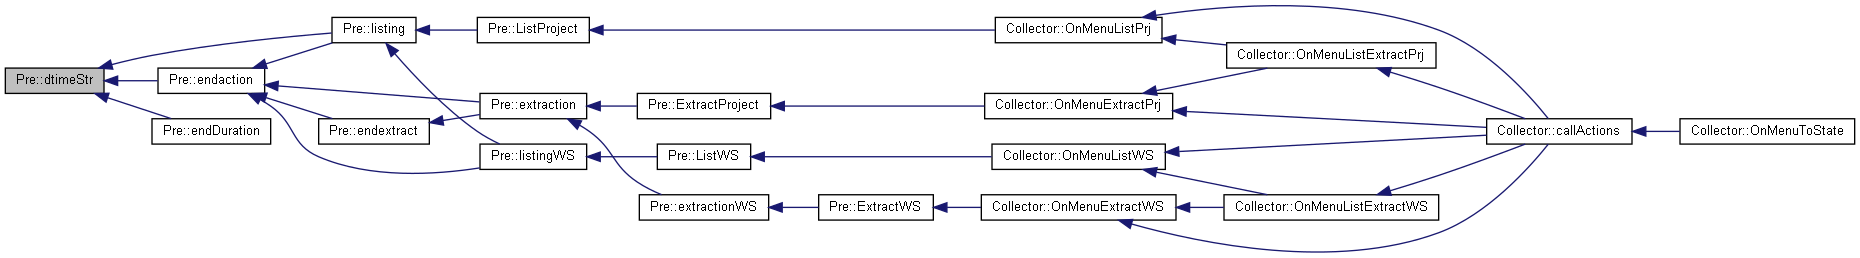 Pre::dtimeStr
Pre::listing
Pre::endaction
Pre::endDuration
Pre::ListProject
Pre::extraction
Pre::endextract
Pre::listingWS
Pre::ExtractProject
Pre::ListWS
Pre::extractionWS
Pre::ExtractWS
Collector::OnMenuListPrj
Collector::OnMenuExtractPrj
Collector::OnMenuListWS
Collector::OnMenuExtractWS
Collector::OnMenuListExtractPrj
Collector::OnMenuListExtractWS
Collector::callActions
Collector::OnMenuToState